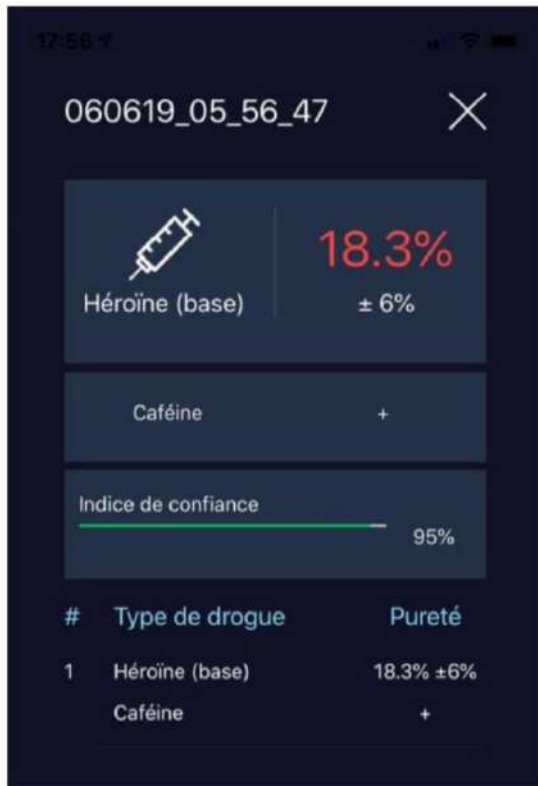 17:56
060619_05_56_47
Héroïne (base)
18.3%
± 6%
Caféine +
Indice de confiance
95%
# Type de drogue Pureté
1 Héroïne (base) 18.3% ±6%
Caféine +